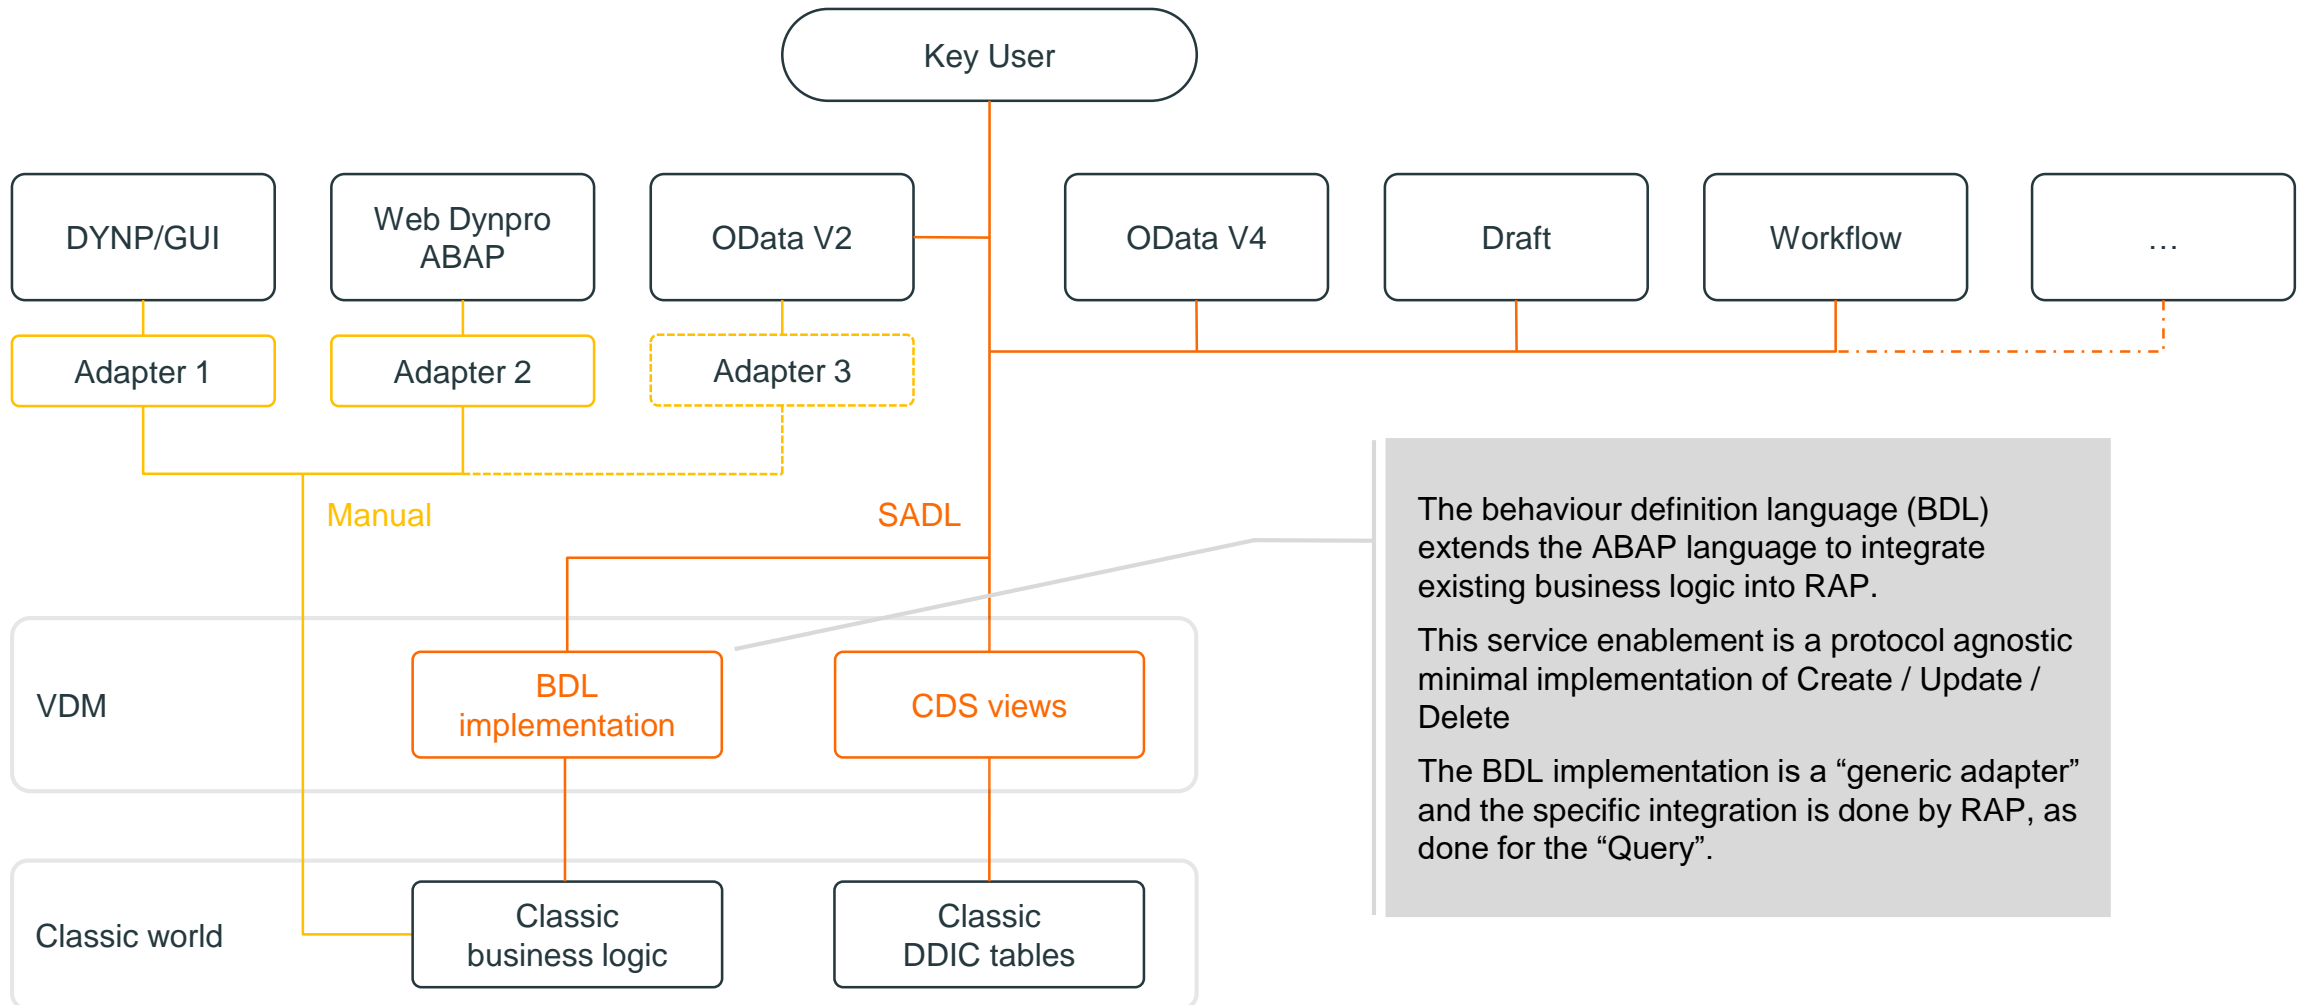 Key User
DYNP/GUI
Web Dynpro
ABAP
OData V2
OData V4
Draft
Workflow
…
Adapter 1
Adapter 2
Adapter 3
Manual
SADL
The behaviour definition language (BDL)
extends the ABAP language to integrate
existing business logic into RAP.
This service enablement is a protocol agnostic
minimal implementation of Create / Update /
Delete
The BDL implementation is a “generic adapter”
and the specific integration is done by RAP, as
done for the “Query”.
VDM
BDL
implementation
CDS views
Classic world
Classic
business logic
Classic
DDIC tables